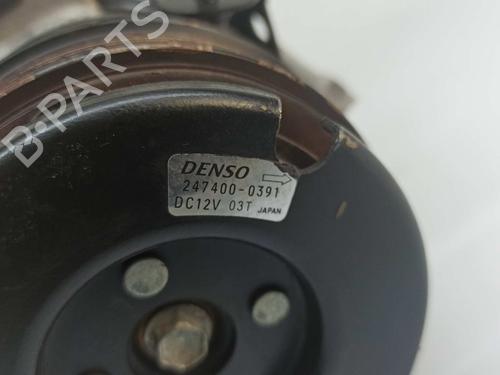 B-PARTS
DENSO
247400-0391
DC12V 03T JAPAN